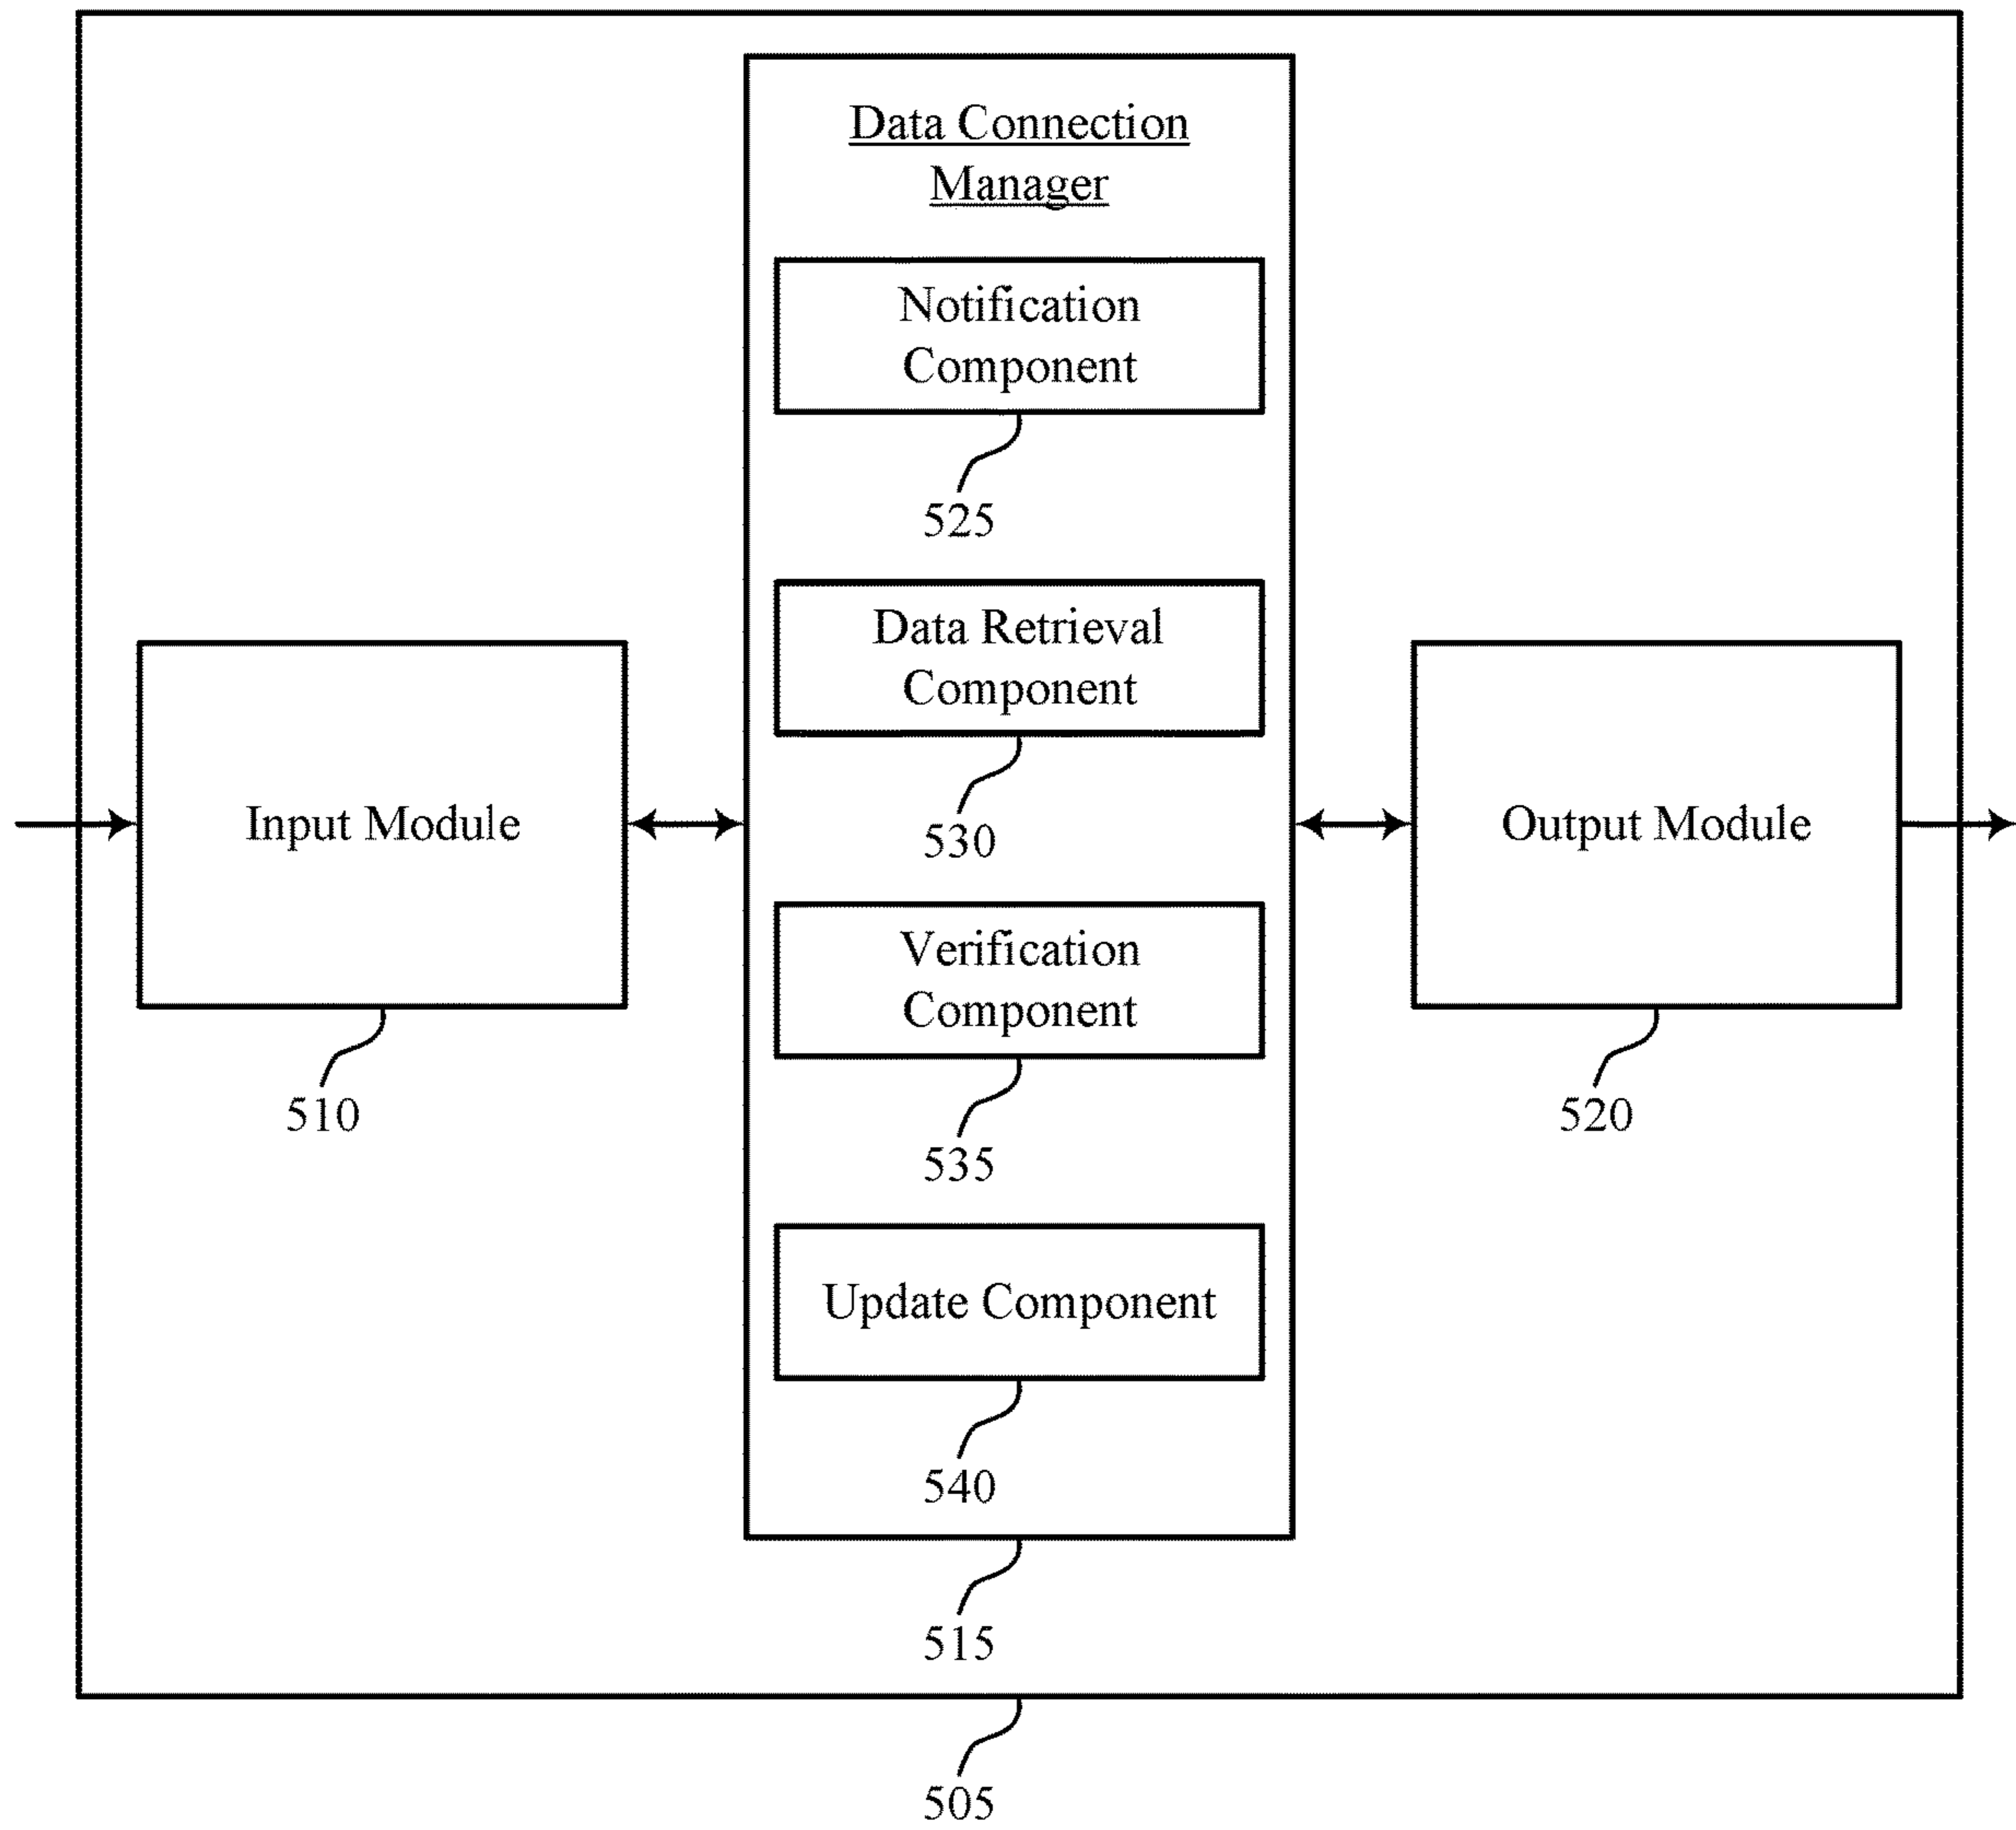 Data Connection
Manager
Notification
Component
525
Data Retrieval
Component
530
Input Module
510
Output Module
520
Verification
Component
535
Update Component
540
515
505